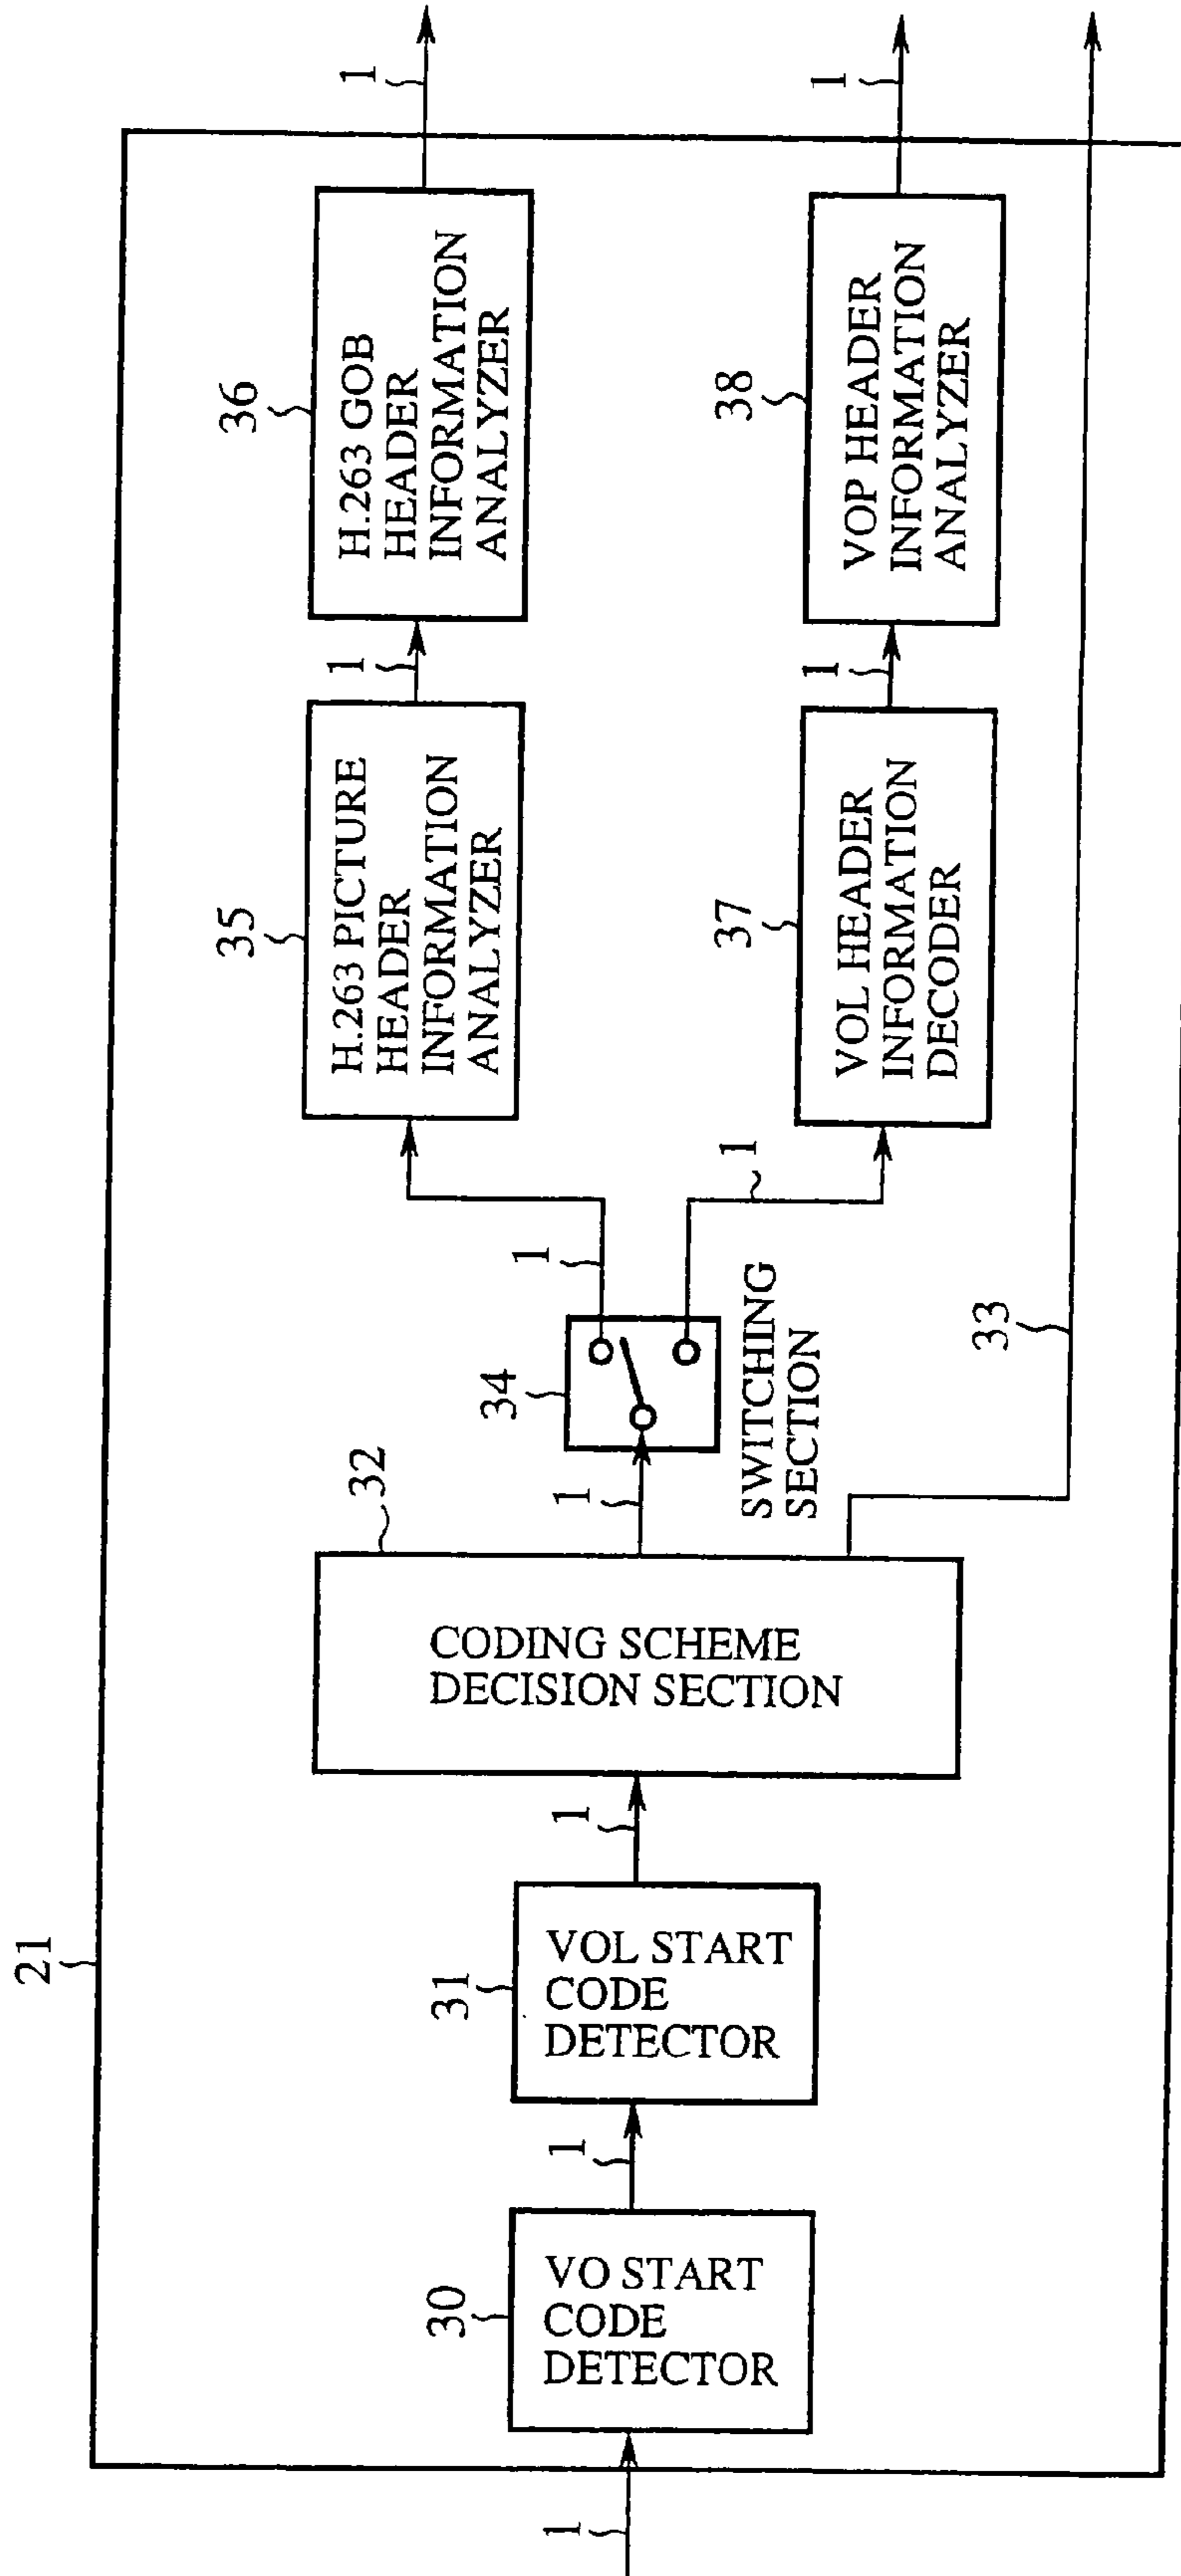 21
1
30
VO START
CODE
DETECTOR
1
31
VOL START
CODE
DETECTOR
1
32
CODING SCHEME
DECISION SECTION
1
34
SWITCHING
SECTION
33
1
35
H.263 PICTURE
HEADER
INFORMATION
ANALYZER
1
36
H.263 GOB
HEADER
INFORMATION
ANALYZER
1
1
37
VOL HEADER
INFORMATION
DECODER
1
38
VOP HEADER
INFORMATION
ANALYZER
1